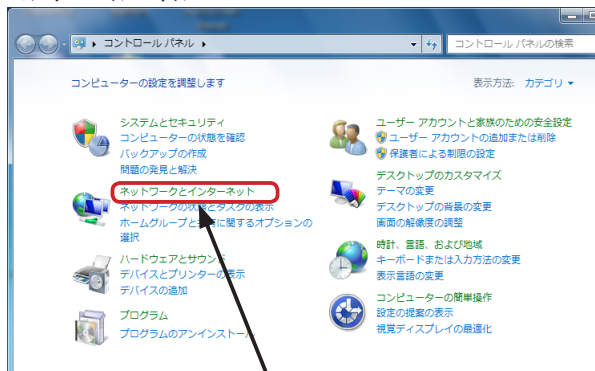 コントロール パネル
コントロール パネルの検索
コンピューターの設定を調整します
表示方法: カテゴリ
システムとセキュリティ
コンピューターの状態を確認
バックアップの作成
問題の発見と解決
ネットワークとインターネット
ネットワークの状態とタスクの表示
ホームグループと共有に関するオプションの
選択
ハードウェアとサウンド
デバイスとプリンターの表示
デバイスの追加
プログラム
プログラムのアンインストール
ユーザー アカウントと家族のための安全設定
ユーザー アカウントの追加または削除
保護者による制限の設定
デスクトップのカスタマイズ
テーマの変更
デスクトップの背景の変更
画面の解像度の調整
時計、言語、および地域
キーボードまたは入力方法の変更
表示言語の変更
コンピューターの簡単操作
設定の提案の表示
視覚ディスプレイの最適化